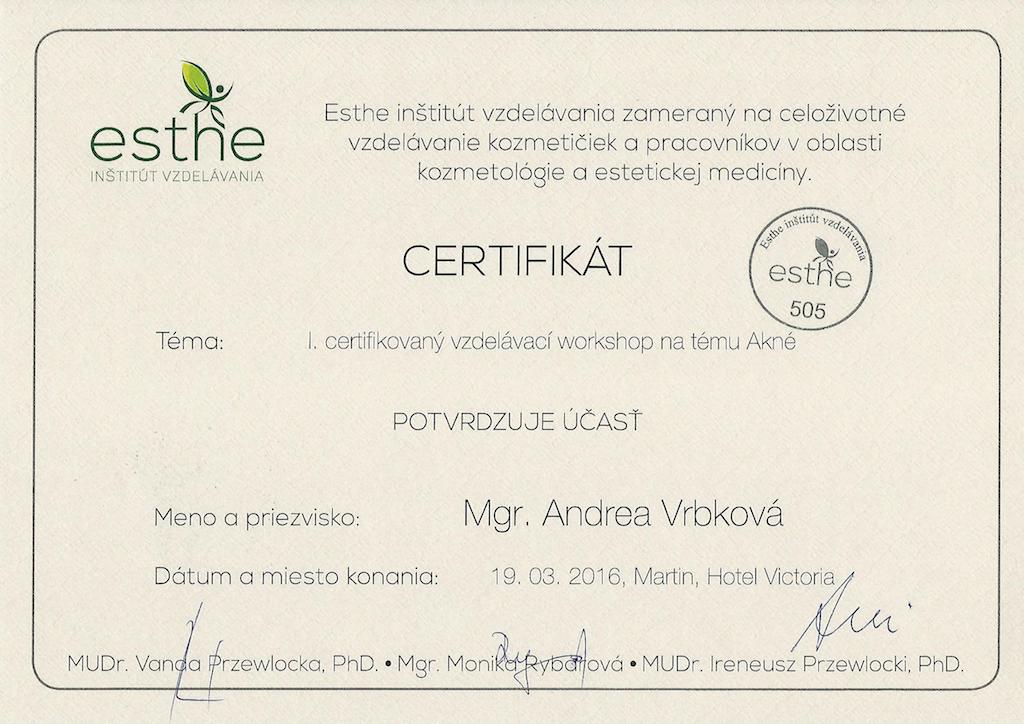 esthe
INŠTITÚT VZDELÁVANIA
Esthe inštitút vzdelávania zameraný na celoživotné
vzdelávanie kozmetičiek a pracovníkov v oblasti
kozmetológie a estetickej medicíny.
CERTIFIKÁT
Esthe inštitút vzdelávania
esthe
505
Téma: I. certifikovaný vzdelávací workshop na tému Akné
POTVRDZUJE ÚČASŤ
Meno a priezvisko: Mgr. Andrea Vrbková
Dátum a miesto konania: 19. 03. 2016, Martin, Hotel Victoria
MUDr. Vanda Przewlocka, PhD. • Mgr. Monika Rybárová • MUDr. Ireneusz Przewlocki, PhD.